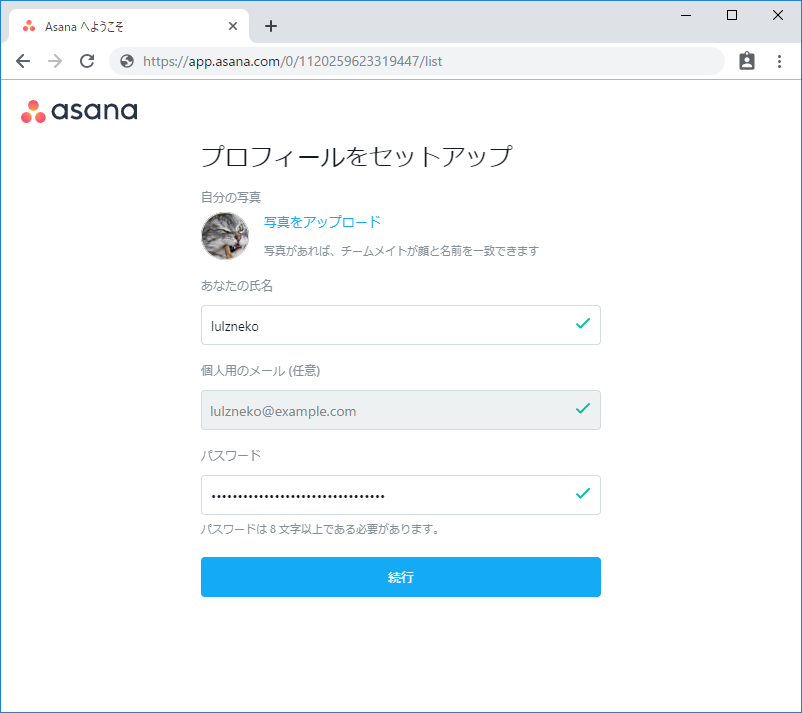 Asana へようこそ
https://app.asana.com/0/1120259623319447/list
asana
プロフィールをセットアップ
自分の写真
写真をアップロード
写真があれば、チームメイトが顔と名前を一致できます
あなたの氏名
lulzneko
個人用のメール (任意)
lulzneko@example.com
パスワード
•••••••••••••••••••••••••••••••••
パスワードは 8 文字以上である必要があります。
続行